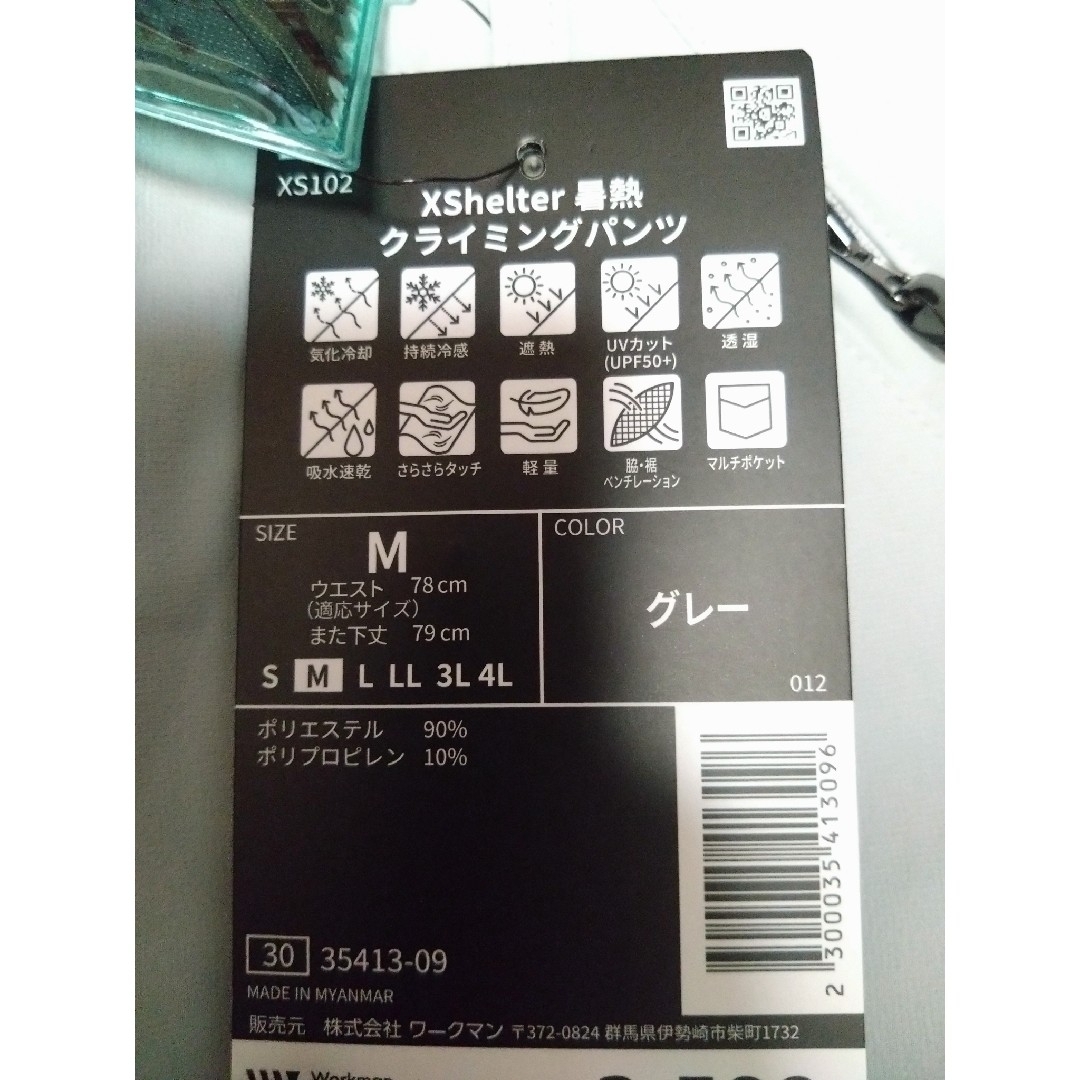 XS102
XShelter 暑熱
クライミングパンツ
気化冷却 持続冷感 遮熱 UVカット 透湿
(UPF50+)
吸水速乾 さらさらタッチ 軽量 脇・裾 マルチポケット
ベンチレーション
SIZE
M
ウエスト 78cm
(適応サイズ)
また下丈 79cm
S M L LL 3L 4L
COLOR
グレー
012
ポリエステル 90%
ポリプロピレン 10%
2 300035 413096
30 35413-09
MADE IN MYANMAR
販売元 株式会社 ワークマン 〒372-0824 群馬県伊勢崎市柴町1732
Workman